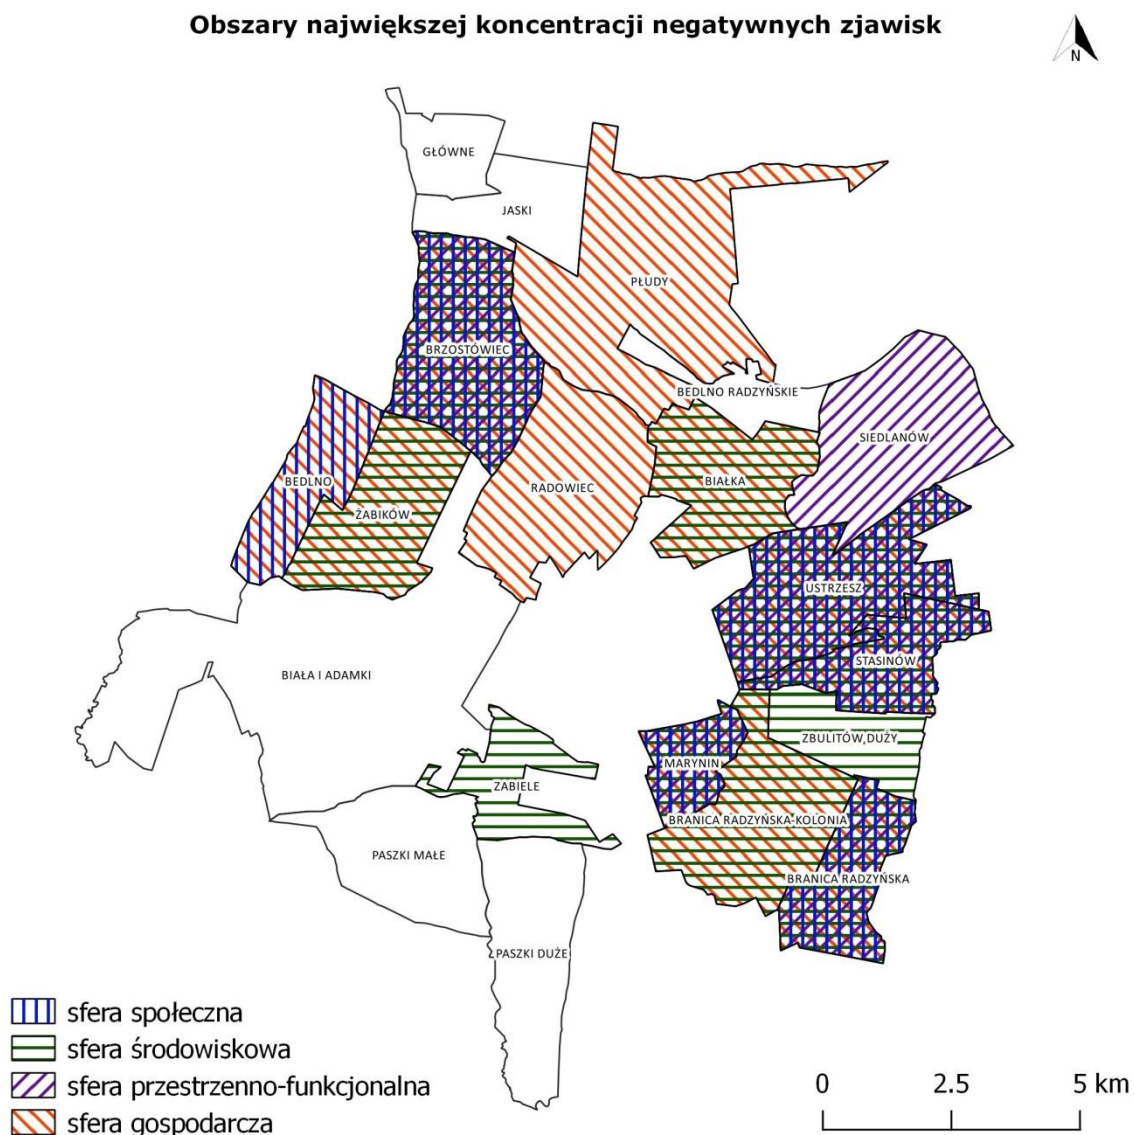 Obszary największej koncentracji negatywnych zjawisk
N
GŁÓWNE
JASKI
PŁUDY
BRZOSTÓWIEC
BEDLNO RADZYŃSKIE
SIEDLANÓW
BEDLNO
RADOWIEC
BIAŁKA
ŻABIKÓW
USTRZESZ
STASINÓW
BIAŁA I ADAMKI
ZBULITÓW DUŻY
MARYNIN
ZABIELE
BRANICA RADZYŃSKA-KOLONIA
PASZKI MAŁE
BRANICA RADZYŃSKA
PASZKI DUŻE
sfera społeczna
sfera środowiskowa
sfera przestrzenno-funkcjonalna
sfera gospodarcza
0 2.5 5 km